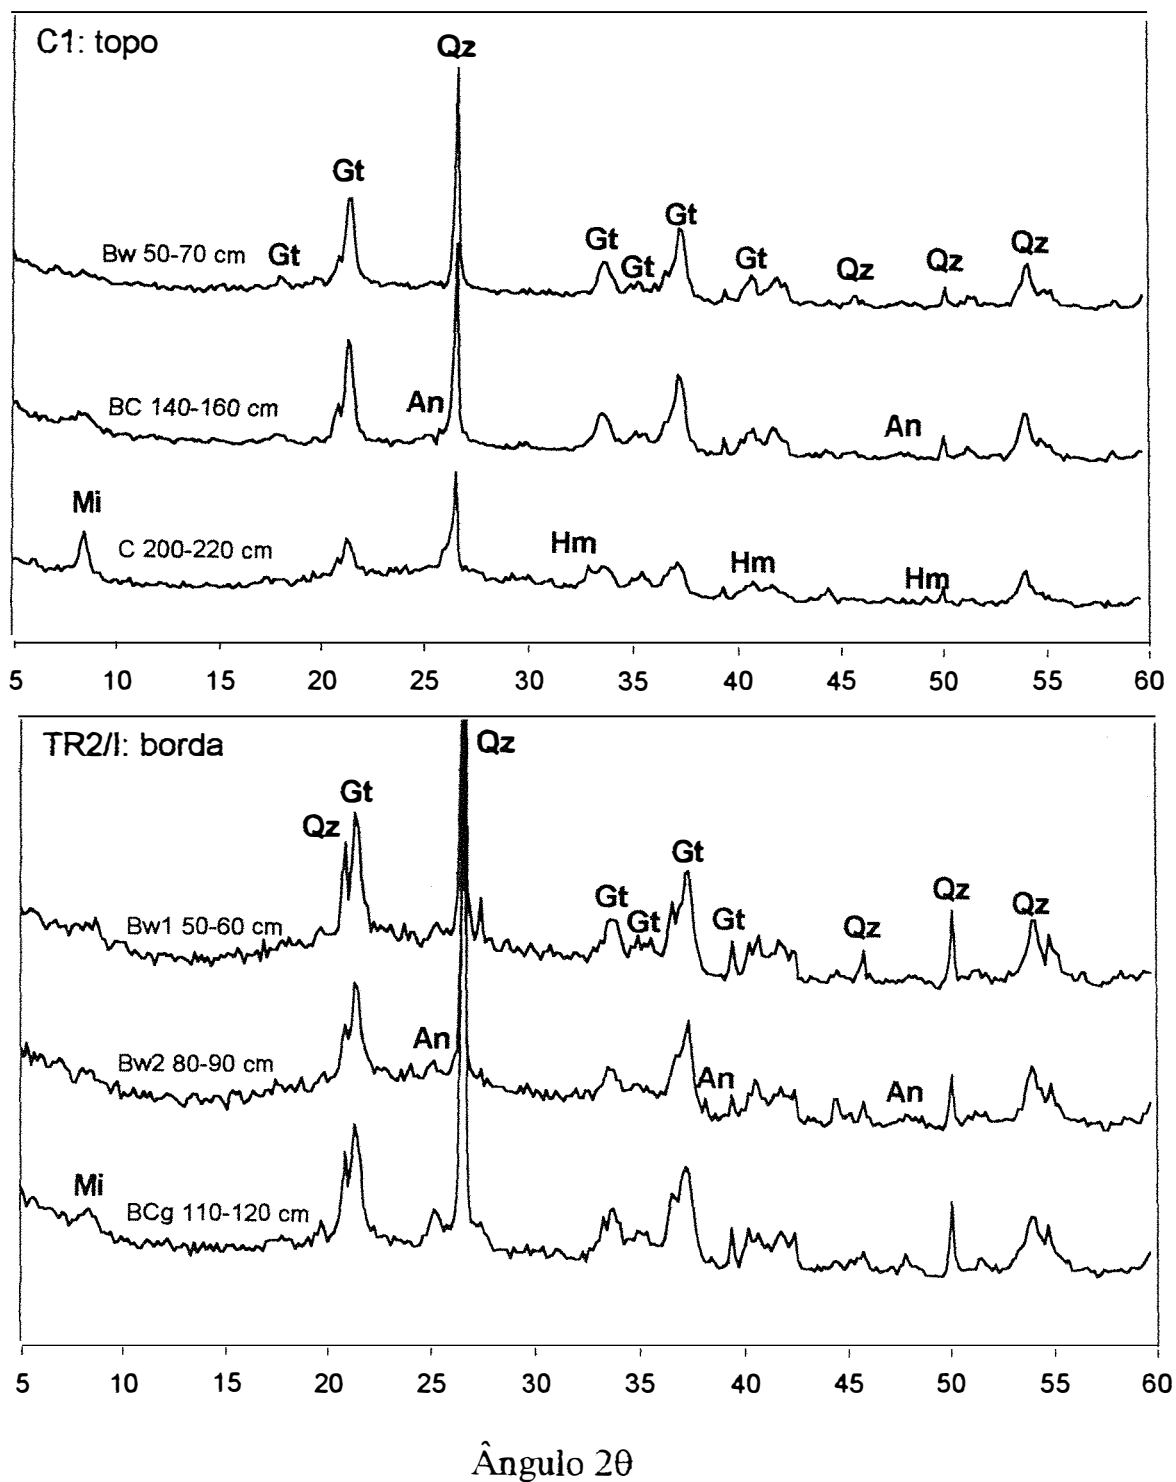 C1: topo
Qz
Gt
Bw 50-70 cm
Gt
Gt
Gt
Gt
Gt
Qz
Qz
Qz
BC 140-160 cm
An
An
Mi
C 200-220 cm
Hm
Hm
Hm
5 10 15 20 25 30 35 40 45 50 55 60
TR2/I: borda
Qz
Gt
Qz
Bw1 50-60 cm
Gt
Gt
Gt
Gt
Qz
Qz
Qz
Bw2 80-90 cm
An
An
An
Mi
BCg 110-120 cm
5 10 15 20 25 30 35 40 45 50 55 60
Ângulo 2θ